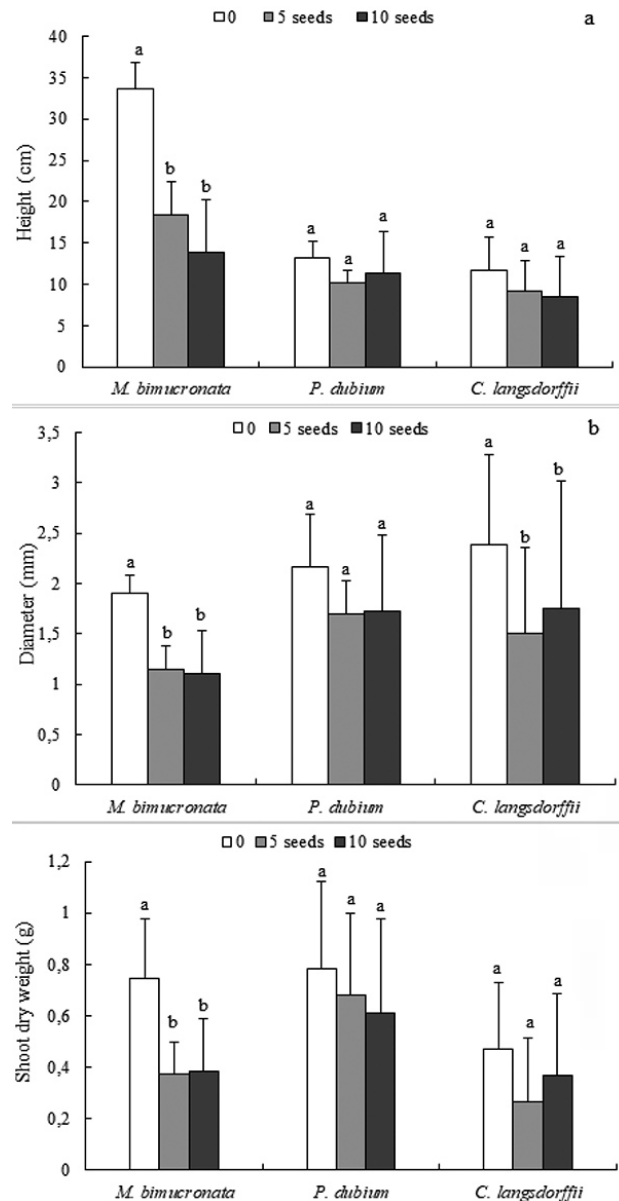 0 5 seeds 10 seeds a
40
35
30
25
20
15
10
5
0
Height (cm)
a b b a a a a a a
M. bimucronata P. dubium C. langsdorffii
0 5 seeds 10 seeds b
3,5
3
2,5
2
1,5
1
0,5
0
Diameter (mm)
a b b a a a a b b
M. bimucronata P. dubium C. langsdorffii
0 5 seeds 10 seeds
1,2
1
0,8
0,6
0,4
0,2
0
Shoot dry weight (g)
a b b a a a a a a
M. bimucronata P. dubium C. langsdorffii